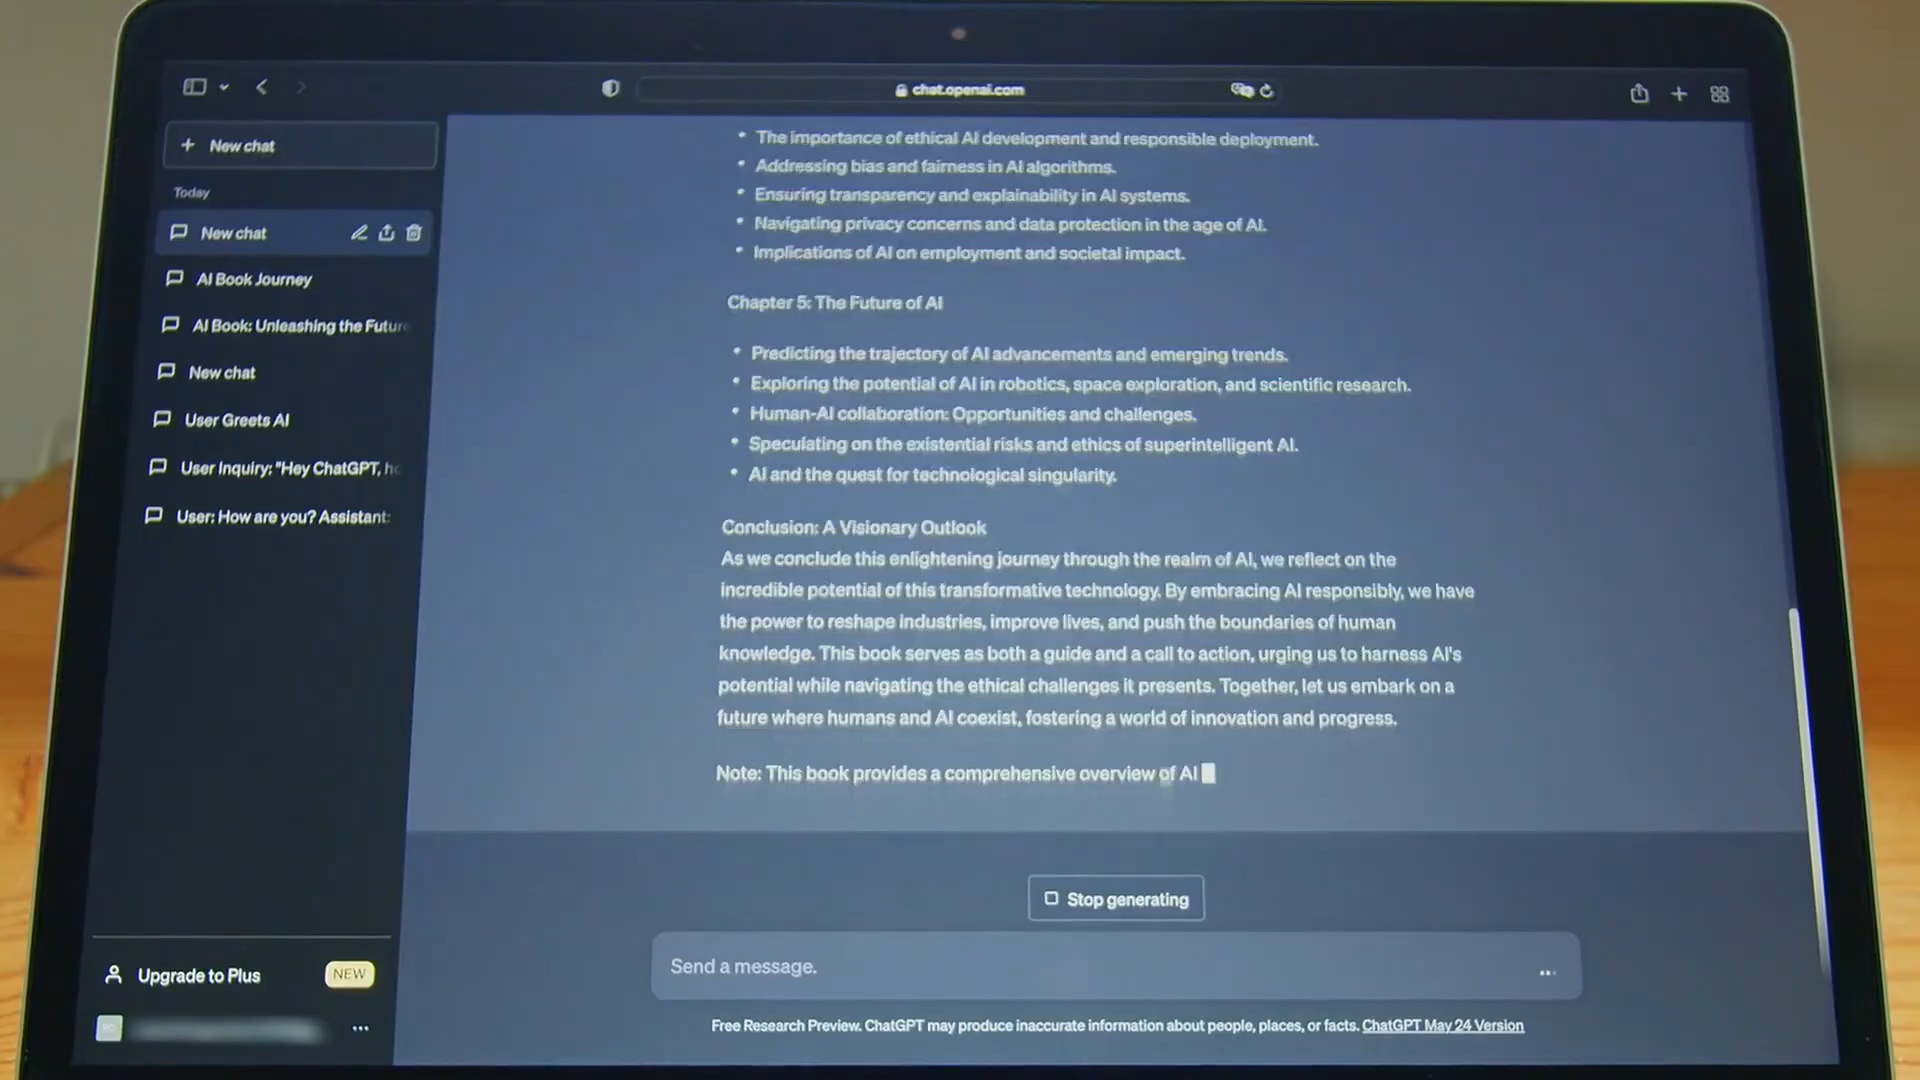 chat.openai.com
+ New chat
Today
New chat
AI Book Journey
AI Book: Unleashing the Future
New chat
User Greets AI
User Inquiry: "Hey ChatGPT, ho
User: How are you? Assistant:
Upgrade to Plus NEW
• The importance of ethical AI development and responsible deployment.
• Addressing bias and fairness in AI algorithms.
• Ensuring transparency and explainability in AI systems.
• Navigating privacy concerns and data protection in the age of AI.
• Implications of AI on employment and societal impact.
Chapter 5: The Future of AI
• Predicting the trajectory of AI advancements and emerging trends.
• Exploring the potential of AI in robotics, space exploration, and scientific research.
• Human-AI collaboration: Opportunities and challenges.
• Speculating on the existential risks and ethics of superintelligent AI.
• AI and the quest for technological singularity.
Conclusion: A Visionary Outlook
As we conclude this enlightening journey through the realm of AI, we reflect on the
incredible potential of this transformative technology. By embracing AI responsibly, we have
the power to reshape industries, improve lives, and push the boundaries of human
knowledge. This book serves as both a guide and a call to action, urging us to harness AI's
potential while navigating the ethical challenges it presents. Together, let us embark on a
future where humans and AI coexist, fostering a world of innovation and progress.
Note: This book provides a comprehensive overview of AI
Stop generating
Send a message.
Free Research Preview. ChatGPT may produce inaccurate information about people, places, or facts. ChatGPT May 24 Version